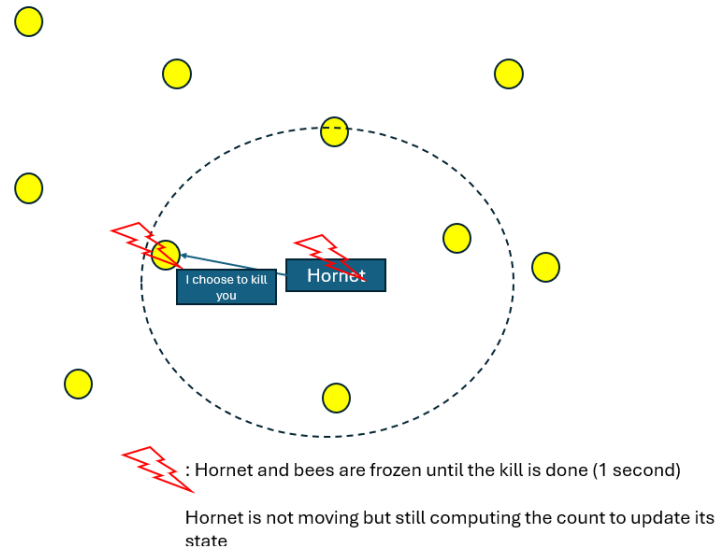 Hornet
I choose to kill
you
: Hornet and bees are frozen until the kill is done (1 second)
Hornet is not moving but still computing the count to update its
state